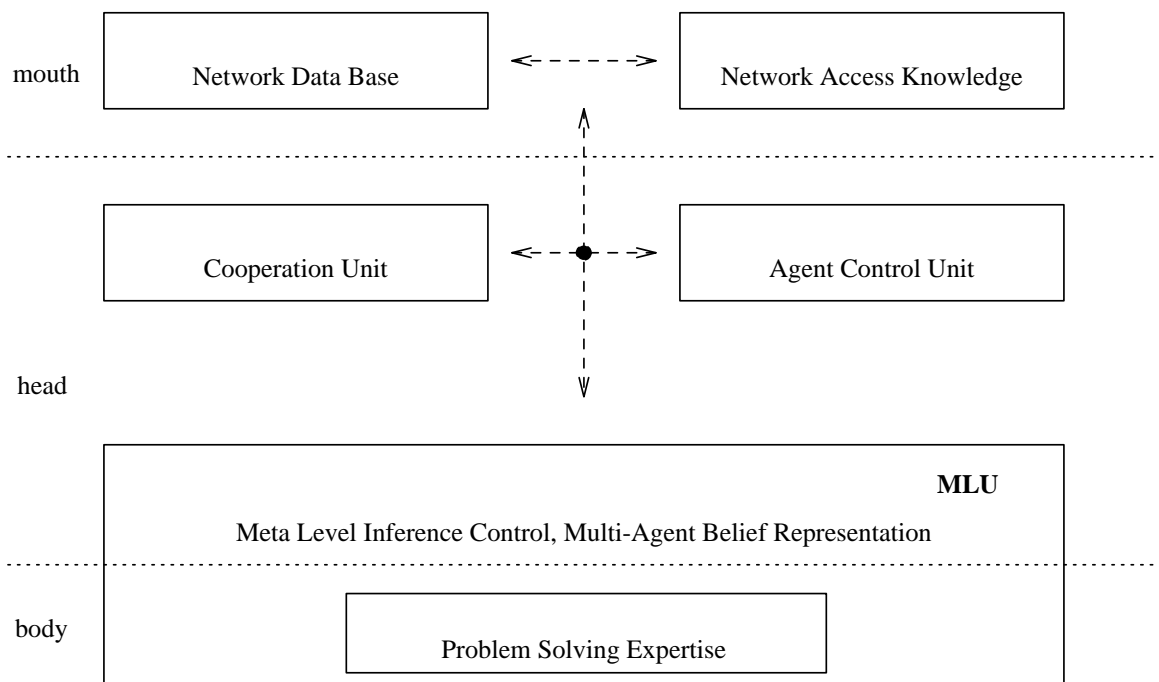 mouth
Network Data Base
Network Access Knowledge
Cooperation Unit
Agent Control Unit
head
MLU
Meta Level Inference Control, Multi-Agent Belief Representation
body
Problem Solving Expertise